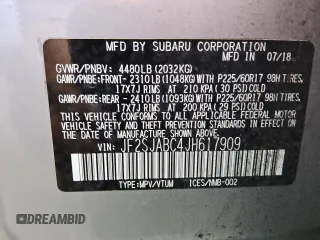 MFD BY SUBARU CORPORATION 07/18
GVWR/PNBV: 4480LB (2032KG)
GAWR/PNBE:FRONT- 2310LB (1048KG)WITH P225/60R17 98H TIRES,
17X7J RIMS AT 210 KPA (30 PSI)COLD
GAWR/PNBE:REAR - 2410LB (1093KG)WITH P225/60R17 98H TIRES,
17X7J RIMS AT 200 KPA (29 PSI)COLD
THIS VEHICLE CONFORMS TO ALL APPLICABLE FEDERAL
MOTOR VEHICLE SAFETY AND THEFT PREVENTION STANDARDS
IN EFFECT ON THE DATE OF MANUFACTURE SHOWN ABOVE.
VIN: JF2SJABC4JH617909
TYPE:MPV/VTUM ICES/NMB-002